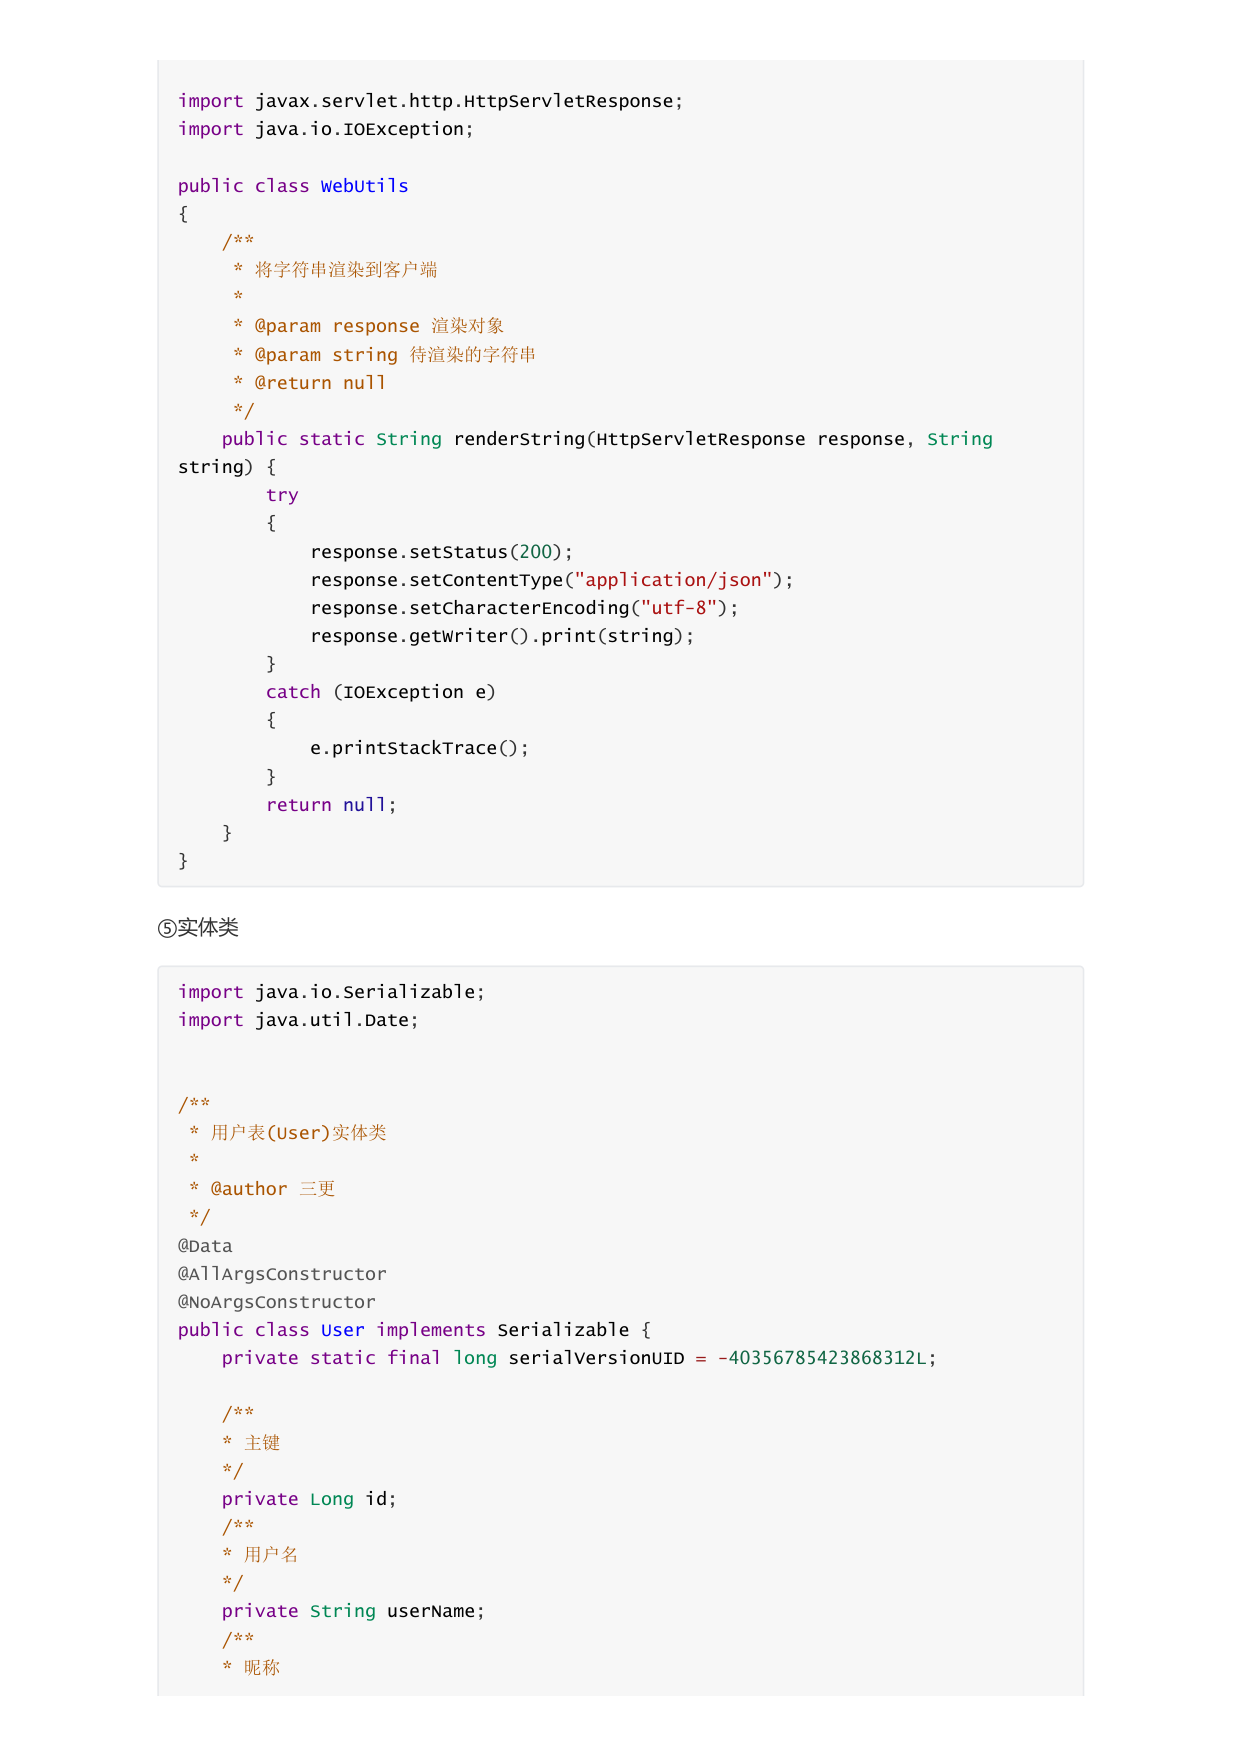 import javax.servlet.http.HttpServletResponse;
import java.io.IOException;

public class WebUtils
{
    /**
     * 将字符串渲染到客户端
     *
     * @param response 渲染对象
     * @param string 待渲染的字符串
     * @return null
     */
    public static String renderString(HttpServletResponse response, String
string) {
        try
        {
            response.setStatus(200);
            response.setContentType("application/json");
            response.setCharacterEncoding("utf-8");
            response.getWriter().print(string);
        }
        catch (IOException e)
        {
            e.printStackTrace();
        }
        return null;
    }
}
⑤实体类
import java.io.Serializable;
import java.util.Date;


/**
 * 用户表(User)实体类
 *
 * @author 三更
 */
@Data
@AllArgsConstructor
@NoArgsConstructor
public class User implements Serializable {
    private static final long serialVersionUID = -40356785423868312L;

    /**
    * 主键
    */
    private Long id;
    /**
    * 用户名
    */
    private String userName;
    /**
    * 昵称